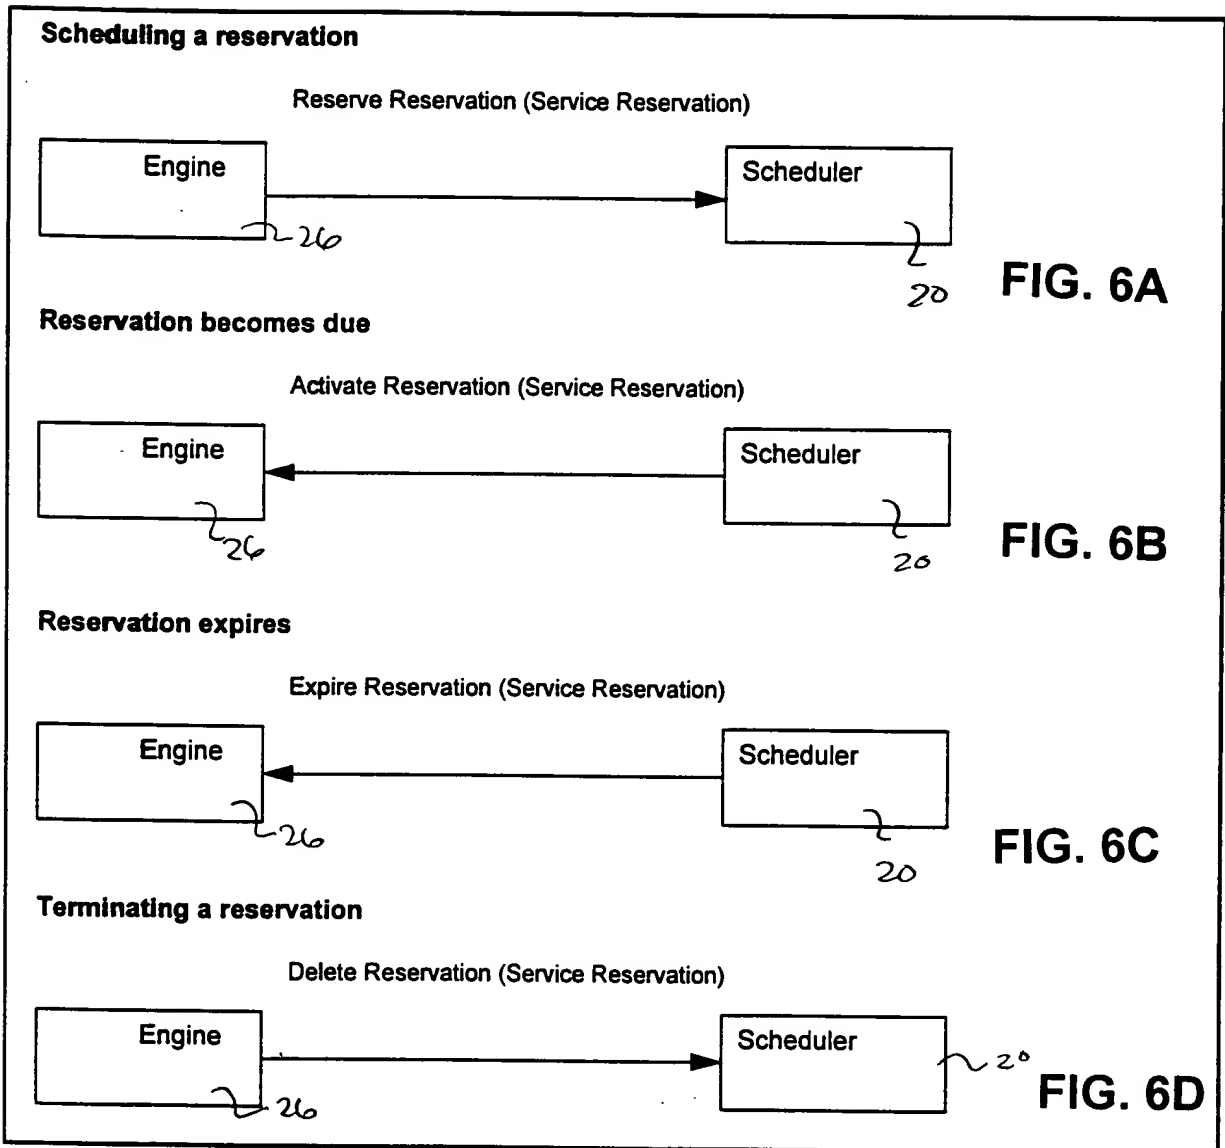 Scheduling a reservation
Reserve Reservation (Service Reservation)
Engine
Scheduler
26
20
FIG. 6A
Reservation becomes due
Activate Reservation (Service Reservation)
Engine
Scheduler
26
20
FIG. 6B
Reservation expires
Expire Reservation (Service Reservation)
Engine
Scheduler
26
20
FIG. 6C
Terminating a reservation
Delete Reservation (Service Reservation)
Engine
Scheduler
26
20
FIG. 6D